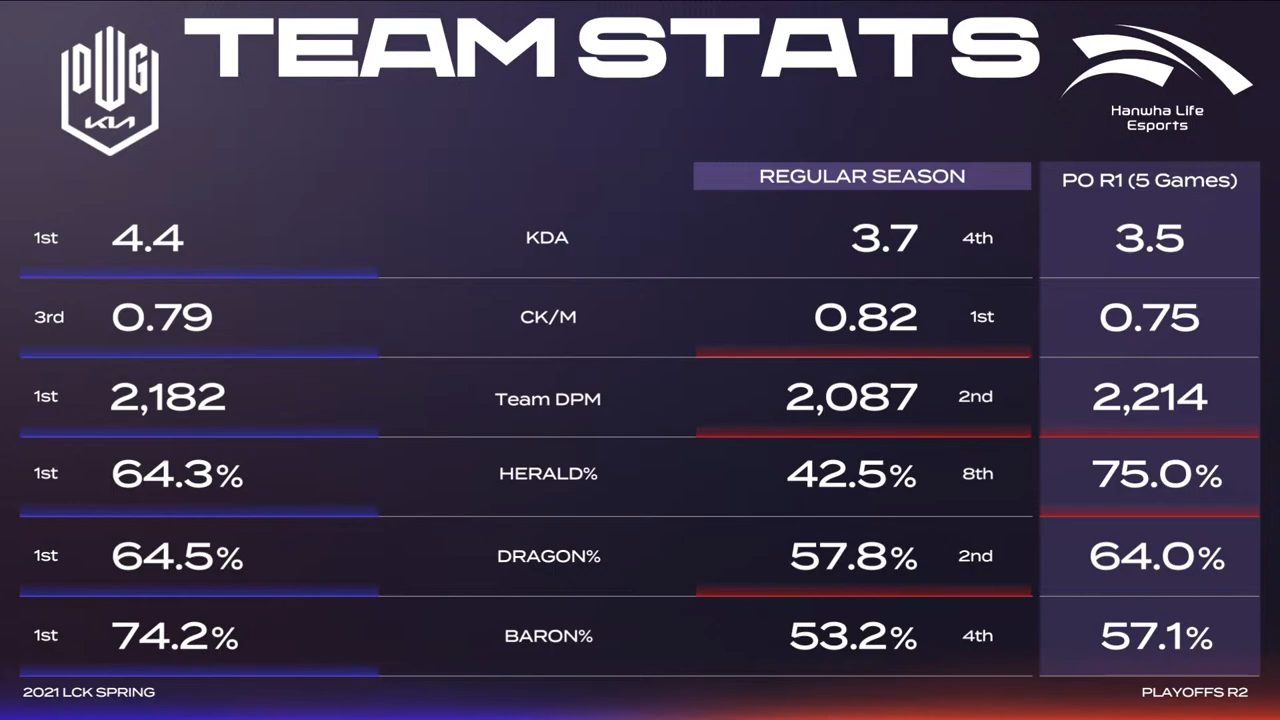 DWG
KIA
TEAM STATS
Hanwha Life
Esports
REGULAR SEASON
PO R1 (5 Games)
1st 4.4 KDA 3.7 4th 3.5
3rd 0.79 CK/M 0.82 1st 0.75
1st 2,182 Team DPM 2,087 2nd 2,214
1st 64.3% HERALD% 42.5% 8th 75.0%
1st 64.5% DRAGON% 57.8% 2nd 64.0%
1st 74.2% BARON% 53.2% 4th 57.1%
2021 LCK SPRING
PLAYOFFS R2